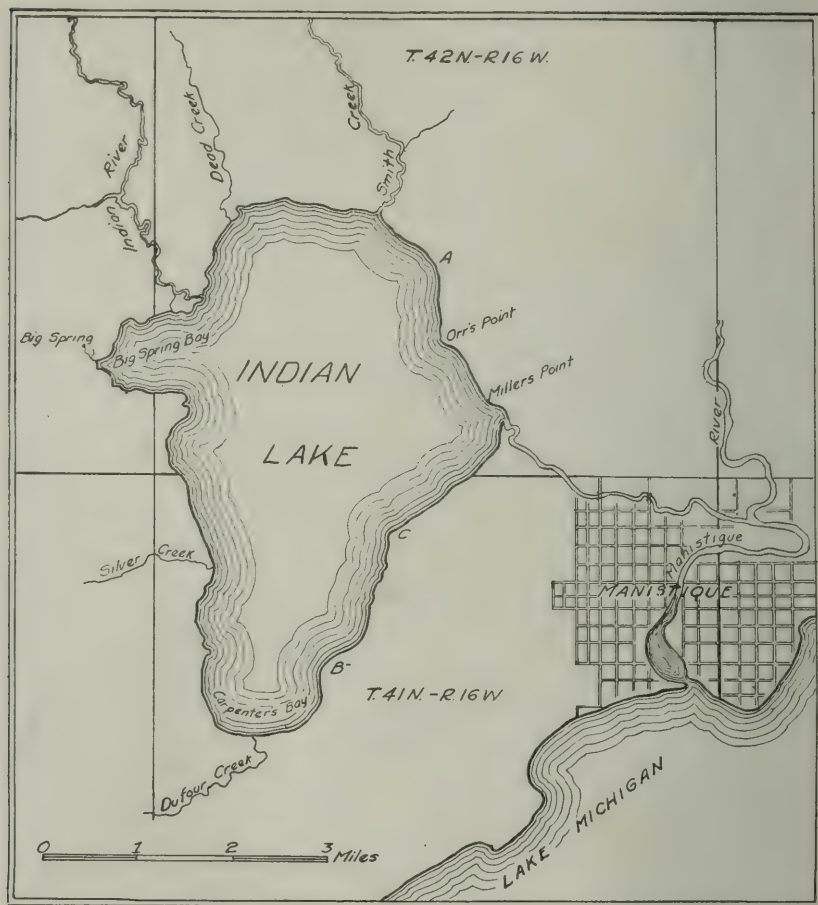 T. 42N.-R16W.
Indian River
Dead Creek
Smith Creek
A
Orr's Point
Millers Point
Big Spring
Big Spring Bay
INDIAN
LAKE
River
Manistique
MANISTIQUE
Silver Creek
C
B-
T. 41N.-R16W
Carpenters Bay
Dufour Creek
0 1 2 3 Miles
LAKE MICHIGAN